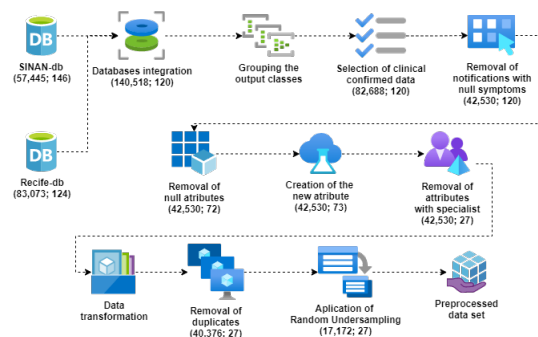 DB
SINAN-db
(57,445; 146)
Databases integration
(140,518; 120)
Grouping the
output classes
Selection of clinical
confirmed data
(82,688; 120)
Removal of
notifications with
null symptoms
(42,530; 120)
DB
Recife-db
(83,073; 124)
Removal of
null atributes
(42,530; 72)
Creation of the
new atribute
(42,530; 73)
Removal of
attributes
with specialist
(42,530; 27)
Data
transformation
Removal of
duplicates
(40,376; 27)
Aplication of
Random Undersampling
(17,172; 27)
Preprocessed
data set